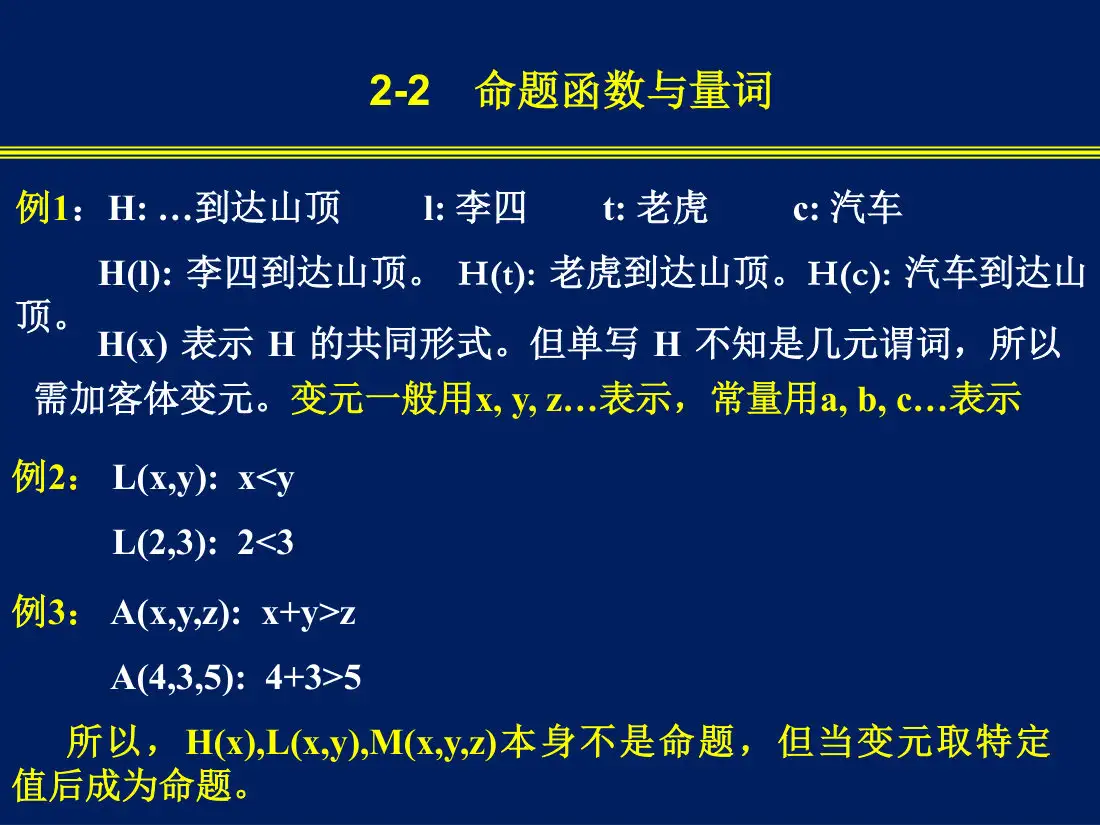 2-2 命题函数与量词
例1：H: …到达山顶 l: 李四 t: 老虎 c: 汽车
H(l): 李四到达山顶。 H(t): 老虎到达山顶。H(c): 汽车到达山
顶。
H(x) 表示 H 的共同形式。但单写 H 不知是几元谓词，所以
需加客体变元。变元一般用x, y, z…表示，常量用a, b, c…表示
例2： L(x,y): x<y
L(2,3): 2<3
例3： A(x,y,z): x+y>z
A(4,3,5): 4+3>5
所以，H(x),L(x,y),M(x,y,z)本身不是命题，但当变元取特定
值后成为命题。